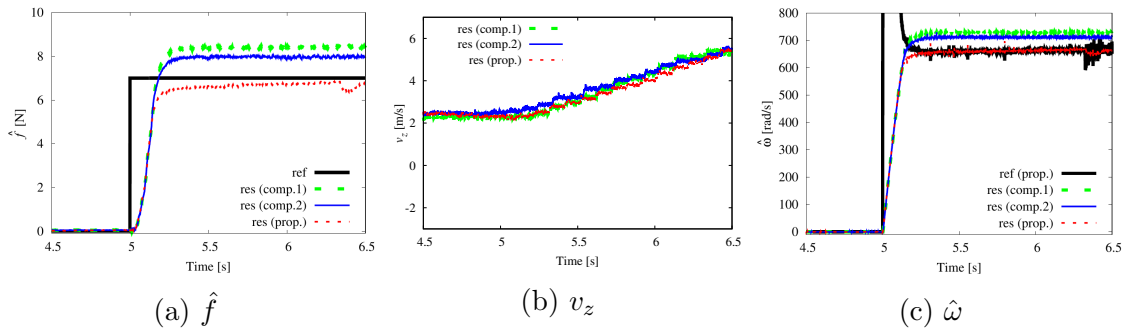 10
8
6
4
2
0
4.5 5 5.5 6 6.5
f̂ [N]
Time [s]
ref
res (comp.1)
res (comp.2)
res (prop.)
(a) f̂
res (comp.1)
res (comp.2)
res (prop.)
6
4
2
0
-2
4.5 5 5.5 6 6.5
v_z [m/s]
Time [s]
(b) v_z
800
700
600
500
400
300
200
100
0
4.5 5 5.5 6 6.5
ω̂ [rad/s]
Time [s]
ref (prop.)
res (comp.1)
res (comp.2)
res (prop.)
(c) ω̂